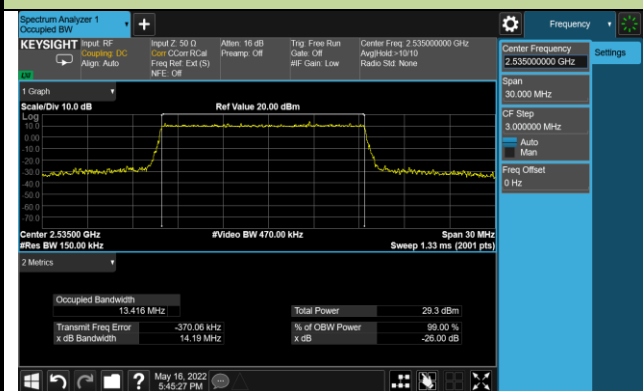 Spectrum Analyzer 1
Occupied BW
+
Frequency
KEYSIGHT
Input: RF
Coupling: DC
Align: Auto
Input Z: 50 Ω
Corr CCorr RCal
Freq Ref: Ext (S)
NFE: Off
Atten: 16 dB
Preamp: Off
Trig: Free Run
Gate: Off
#IF Gain: Low
Center Freq: 2.535000000 GHz
Avg|Hold:>10/10
Radio Std: None
Center Frequency
2.535000000 GHz
Settings
Span
30.000 MHz
CF Step
3.000000 MHz
Auto
Man
Freq Offset
0 Hz
1 Graph
Scale/Div 10.0 dB
Ref Value 20.00 dBm
Log
10.0
0.00
-10.0
-20.0
-30.0
-40.0
-50.0
-60.0
-70.0
Center 2.53500 GHz
#Video BW 470.00 kHz
Span 30 MHz
#Res BW 150.00 kHz
Sweep 1.33 ms (2001 pts)
2 Metrics
Occupied Bandwidth
13.416 MHz
Total Power
29.3 dBm
Transmit Freq Error
-370.06 kHz
% of OBW Power
99.00 %
x dB Bandwidth
14.19 MHz
x dB
-26.00 dB
?
May 16, 2022
5:45:27 PM